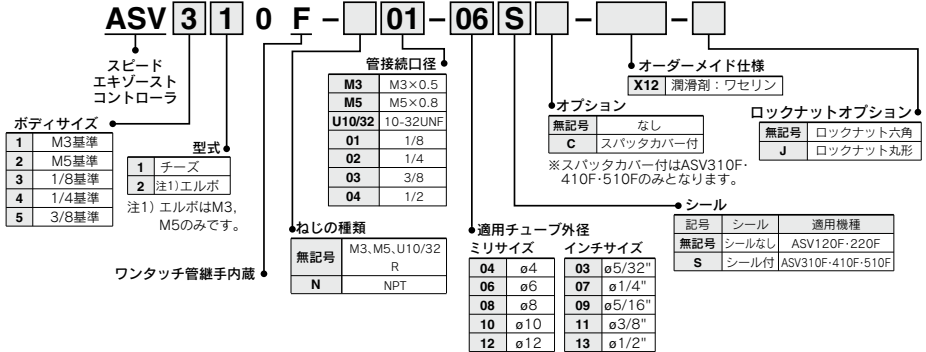 ASV 3 1 0 F - 01 - 06 S - -
スピード
エキゾースト
コントローラ
ボディサイズ
1 M3基準
2 M5基準
3 1/8基準
4 1/4基準
5 3/8基準
型式
1 チーズ
2 注1)エルボ
注1) エルボはM3,
M5のみです。
ワンタッチ管継手内蔵
ねじの種類
無記号 M3、M5、U10/32
R
N NPT
管接続口径
M3 M3×0.5
M5 M5×0.8
U10/32 10-32UNF
01 1/8
02 1/4
03 3/8
04 1/2
適用チューブ外径
ミリサイズ
04 ø4
06 ø6
08 ø8
10 ø10
12 ø12
インチサイズ
03 ø5/32"
07 ø1/4"
09 ø5/16"
11 ø3/8"
13 ø1/2"
オプション
無記号 なし
C スパッタカバー付
※スパッタカバー付はASV310F・
410F・510Fのみとなります。
オーダーメイド仕様
X12 潤滑剤：ワセリン
ロックナットオプション
無記号 ロックナット六角
J ロックナット丸形
シール
記号 シール 適用機種
無記号 シールなし ASV120F・220F
S シール付 ASV310F・410F・510F